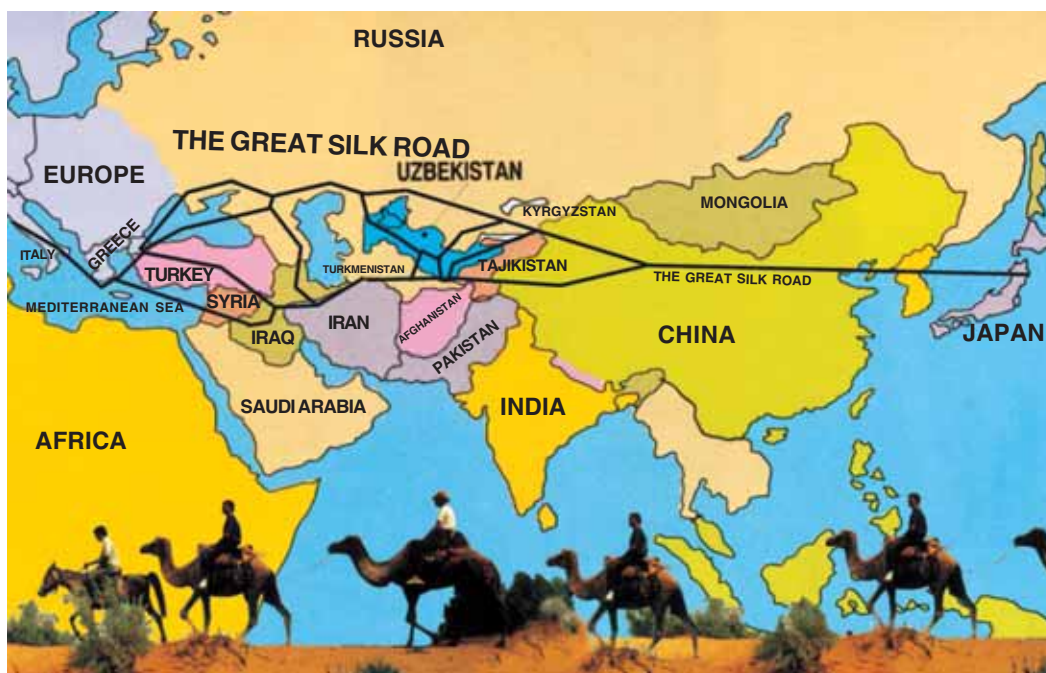 RUSSIA
THE GREAT SILK ROAD
UZBEKISTAN
EUROPE
KYRGYZSTAN
MONGOLIA
ITALY
GREECE
TURKEY
TURKMENISTAN
TAJIKISTAN
THE GREAT SILK ROAD
MEDITERRANEAN SEA
SYRIA
IRAQ
IRAN
AFGHANISTAN
PAKISTAN
CHINA
JAPAN
SAUDI ARABIA
INDIA
AFRICA